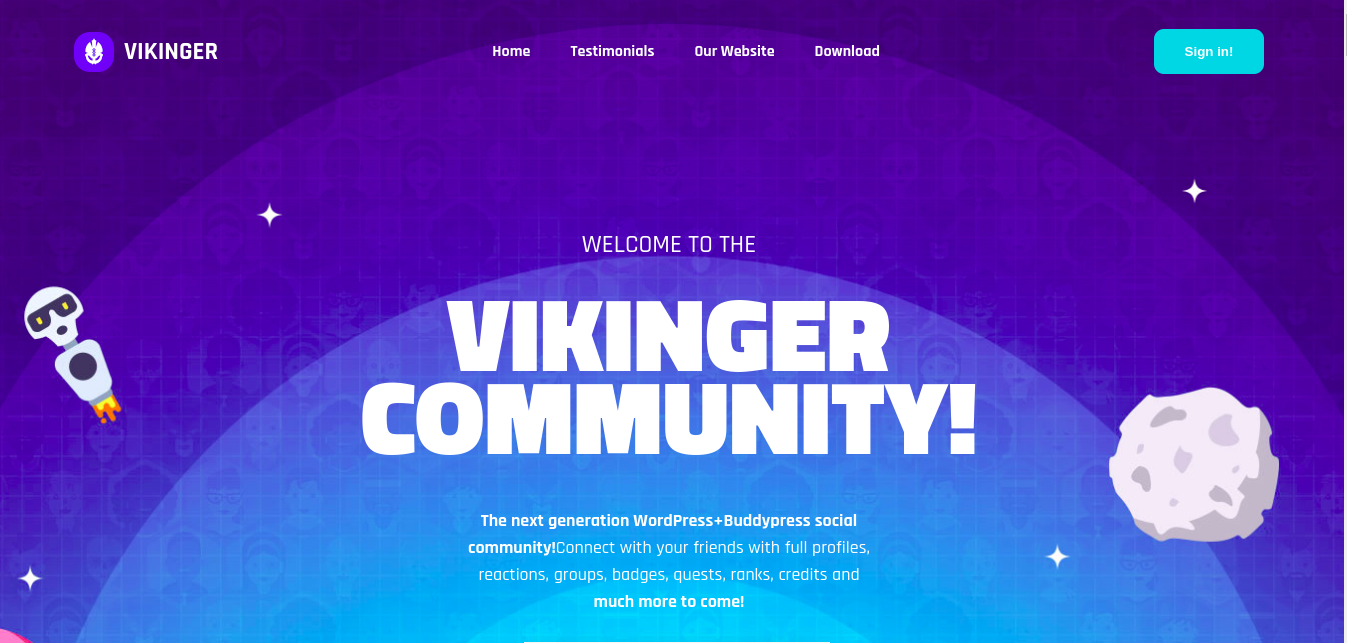 VIKINGER
Home Testimonials Our Website Download
Sign in!
WELCOME TO THE
VIKINGER
COMMUNITY!
The next generation WordPress+Buddypress social
community!Connect with your friends with full profiles,
reactions, groups, badges, quests, ranks, credits and
much more to come!